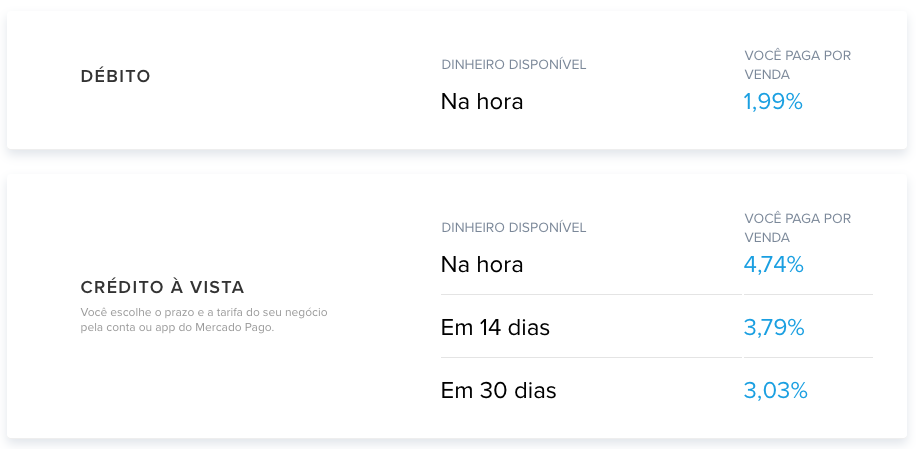 DÉBITO
DINHEIRO DISPONÍVEL
Na hora
VOCÊ PAGA POR
VENDA
1,99%
CRÉDITO À VISTA
Você escolhe o prazo e a tarifa do seu negócio
pela conta ou app do Mercado Pago.
DINHEIRO DISPONÍVEL
VOCÊ PAGA POR
VENDA
Na hora
4,74%
Em 14 dias
3,79%
Em 30 dias
3,03%